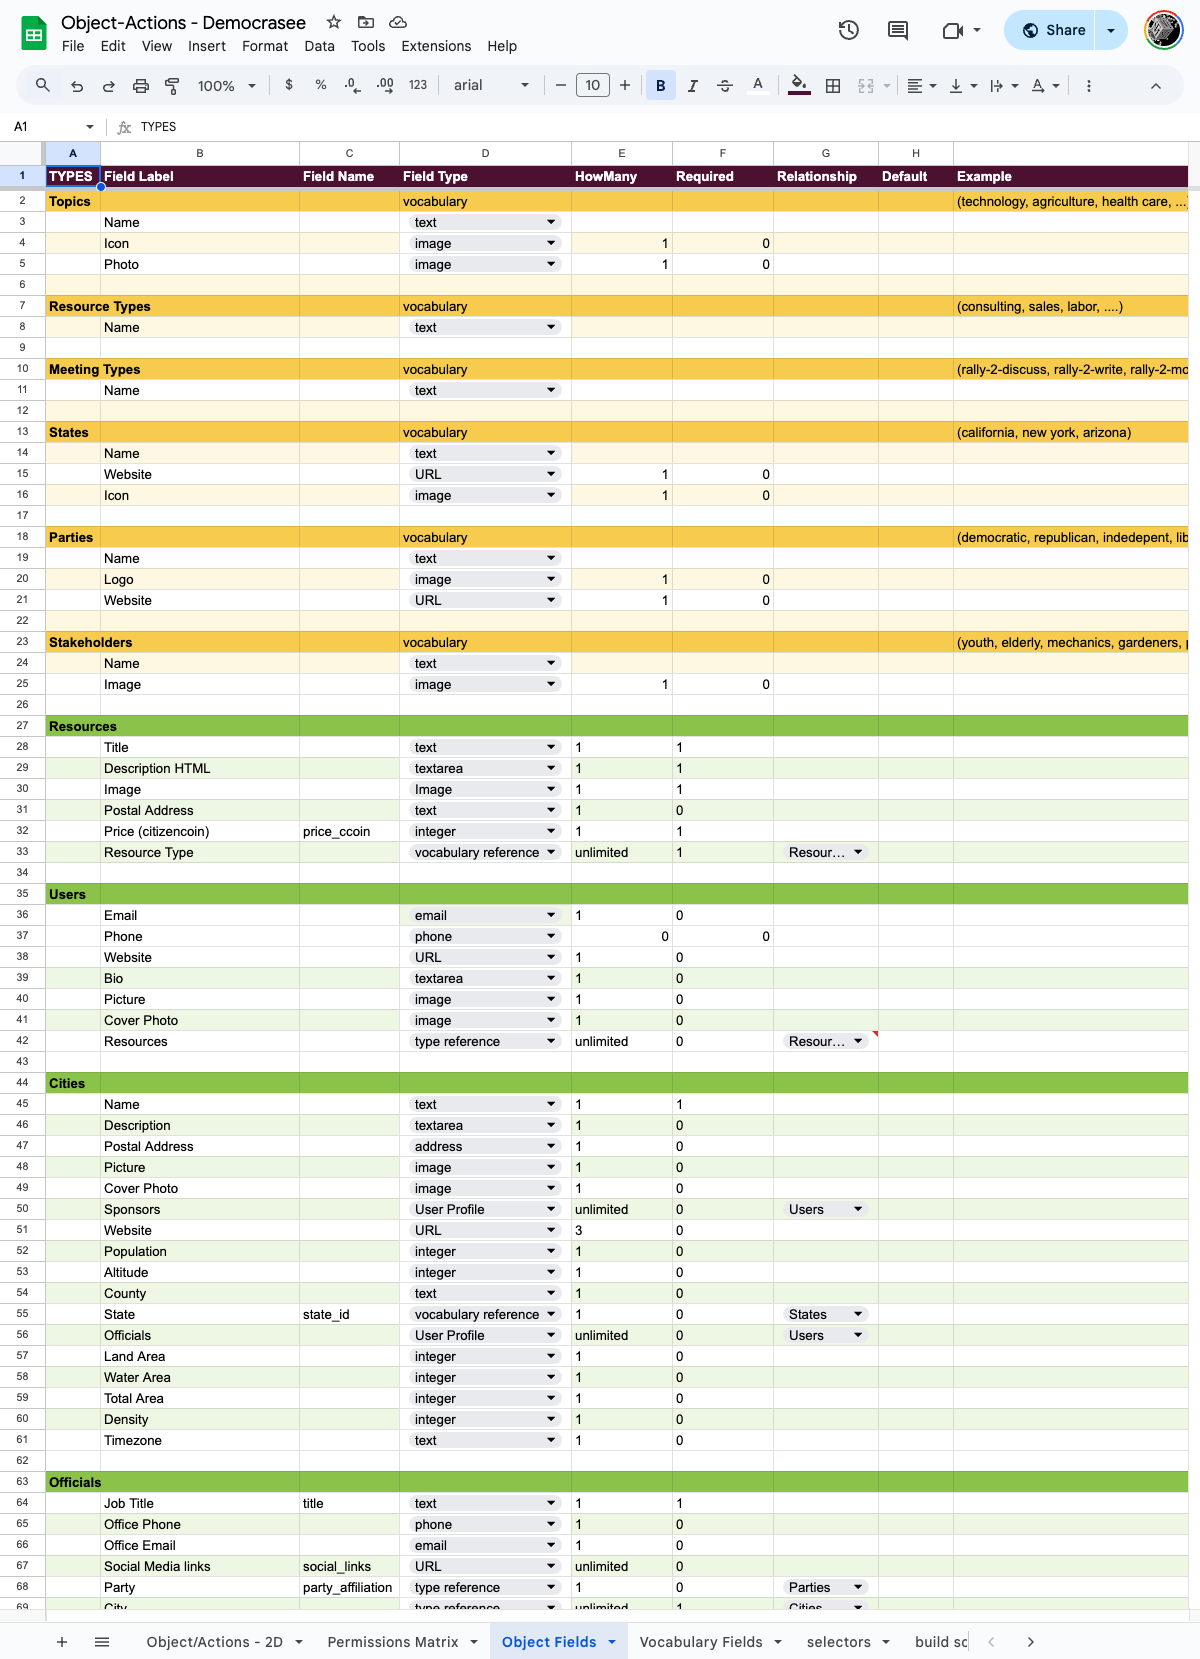 Object-Actions - Democrasee
File Edit View Insert Format Data Tools Extensions Help
Share
100% $ % .0 .00 123 arial − 10 + B I S A
A1 fx TYPES
A B C D E F G H
1 TYPES Field Label Field Name Field Type HowMany Required Relationship Default Example
2 Topics vocabulary (technology, agriculture, health care, ...
3 Name text
4 Icon image 1 0
5 Photo image 1 0
6
7 Resource Types vocabulary (consulting, sales, labor, ....)
8 Name text
9
10 Meeting Types vocabulary (rally-2-discuss, rally-2-write, rally-2-mo
11 Name text
12
13 States vocabulary (california, new york, arizona)
14 Name text
15 Website URL 1 0
16 Icon image 1 0
17
18 Parties vocabulary (democratic, republican, indedepent, lib
19 Name text
20 Logo image 1 0
21 Website URL 1 0
22
23 Stakeholders vocabulary (youth, elderly, mechanics, gardeners,
24 Name text
25 Image image 1 0
26
27 Resources
28 Title text 1 1
29 Description HTML textarea 1 1
30 Image Image 1 1
31 Postal Address text 1 0
32 Price (citizencoin) price_ccoin integer 1 1
33 Resource Type vocabulary reference unlimited 1 Resour...
34
35 Users
36 Email email 1 0
37 Phone phone 0 0
38 Website URL 1 0
39 Bio textarea 1 0
40 Picture image 1 0
41 Cover Photo image 1 0
42 Resources type reference unlimited 0 Resour...
43
44 Cities
45 Name text 1 1
46 Description textarea 1 0
47 Postal Address address 1 0
48 Picture image 1 0
49 Cover Photo image 1 0
50 Sponsors User Profile unlimited 0 Users
51 Website URL 3 0
52 Population integer 1 0
53 Altitude integer 1 0
54 County text 1 0
55 State state_id vocabulary reference 1 0 States
56 Officials User Profile unlimited 0 Users
57 Land Area integer 1 0
58 Water Area integer 1 0
59 Total Area integer 1 0
60 Density integer 1 0
61 Timezone text 1 0
62
63 Officials
64 Job Title title text 1 1
65 Office Phone phone 1 0
66 Office Email email 1 0
67 Social Media links social_links URL unlimited 0
68 Party party_affiliation type reference 1 0 Parties
69 City type reference unlimited 1 Cities
+ Object/Actions - 2D Permissions Matrix Object Fields Vocabulary Fields selectors build sc